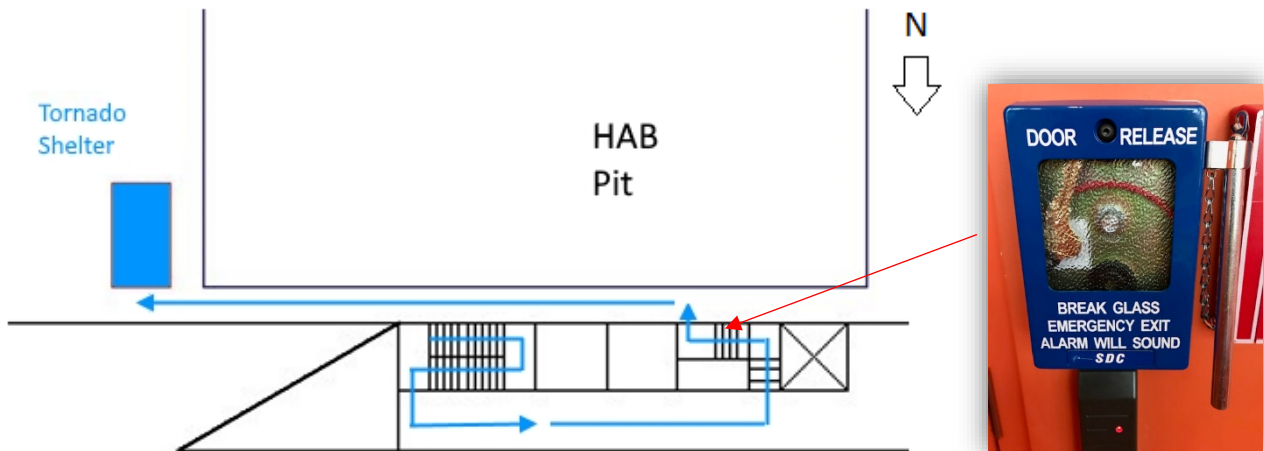 Tornado
Shelter
HAB
Pit
N
DOOR RELEASE
BREAK GLASS
EMERGENCY EXIT
ALARM WILL SOUND
SDC